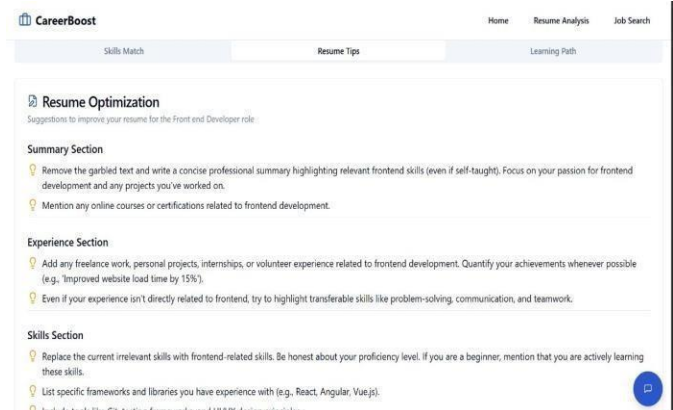 CareerBoost
Home Resume Analysis Job Search
Skills Match Resume Tips Learning Path
Resume Optimization
Suggestions to improve your resume for the Front end Developer role
Summary Section
Remove the garbled text and write a concise professional summary highlighting relevant frontend skills (even if self-taught). Focus on your passion for frontend
development and any projects you've worked on.
Mention any online courses or certifications related to frontend development.
Experience Section
Add any freelance work, personal projects, internships, or volunteer experience related to frontend development. Quantify your achievements whenever possible
(e.g., 'Improved website load time by 15%').
Even if your experience isn't directly related to frontend, try to highlight transferable skills like problem-solving, communication, and teamwork.
Skills Section
Replace the current irrelevant skills with frontend-related skills. Be honest about your proficiency level. If you are a beginner, mention that you are actively learning
these skills.
List specific frameworks and libraries you have experience with (e.g., React, Angular, Vue.js).